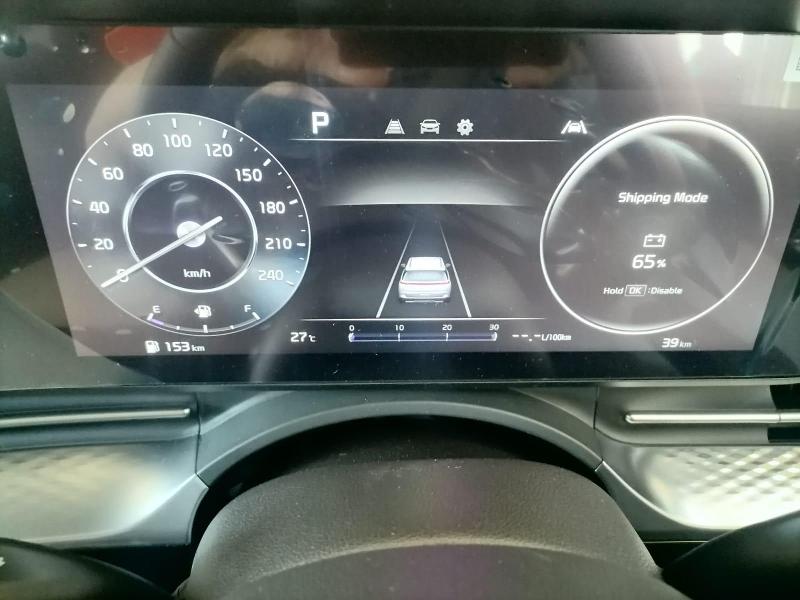 P
100
80 120
60 150
40 180
20 210
0 240
km/h
E F
153 km
27 °c
0 10 20 30
--.- L/100km
Shipping Mode
65 %
Hold OK :Disable
39 km